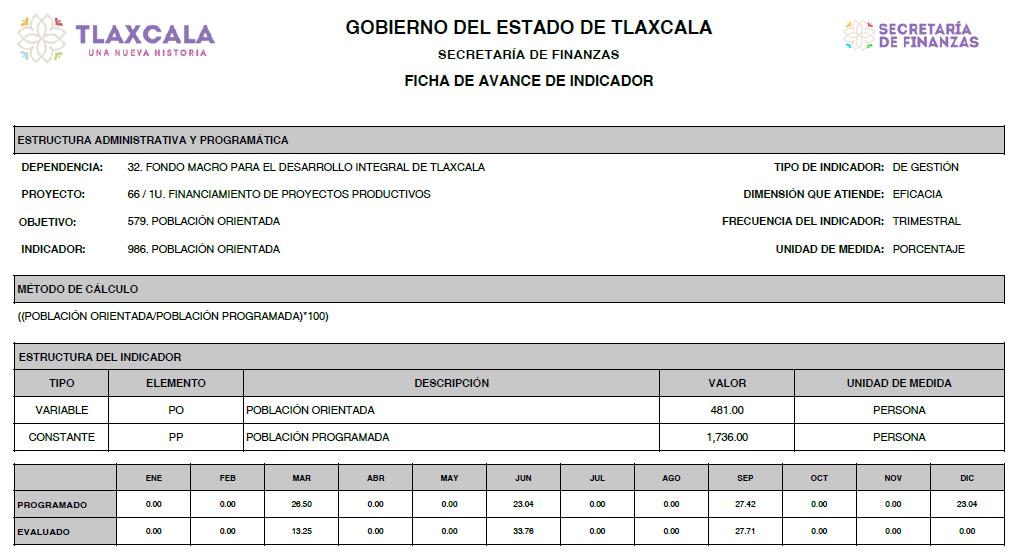 TLAXCALA
UNA NUEVA HISTORIA
GOBIERNO DEL ESTADO DE TLAXCALA
SECRETARÍA DE FINANZAS
FICHA DE AVANCE DE INDICADOR
SECRETARÍA
DE FINANZAS
ESTRUCTURA ADMINISTRATIVA Y PROGRAMÁTICA
DEPENDENCIA: 32. FONDO MACRO PARA EL DESARROLLO INTEGRAL DE TLAXCALA TIPO DE INDICADOR: DE GESTIÓN
PROYECTO: 66 / 1U. FINANCIAMIENTO DE PROYECTOS PRODUCTIVOS DIMENSIÓN QUE ATIENDE: EFICACIA
OBJETIVO: 579. POBLACIÓN ORIENTADA FRECUENCIA DEL INDICADOR: TRIMESTRAL
INDICADOR: 986. POBLACIÓN ORIENTADA UNIDAD DE MEDIDA: PORCENTAJE
MÉTODO DE CÁLCULO
((POBLACIÓN ORIENTADA/POBLACIÓN PROGRAMADA)*100)
ESTRUCTURA DEL INDICADOR
TIPO ELEMENTO DESCRIPCIÓN VALOR UNIDAD DE MEDIDA
VARIABLE PO POBLACIÓN ORIENTADA 481.00 PERSONA
CONSTANTE PP POBLACIÓN PROGRAMADA 1,736.00 PERSONA
ENE FEB MAR ABR MAY JUN JUL AGO SEP OCT NOV DIC
PROGRAMADO 0.00 0.00 26.50 0.00 0.00 23.04 0.00 0.00 27.42 0.00 0.00 23.04
EVALUADO 0.00 0.00 13.25 0.00 0.00 33.76 0.00 0.00 27.71 0.00 0.00 0.00